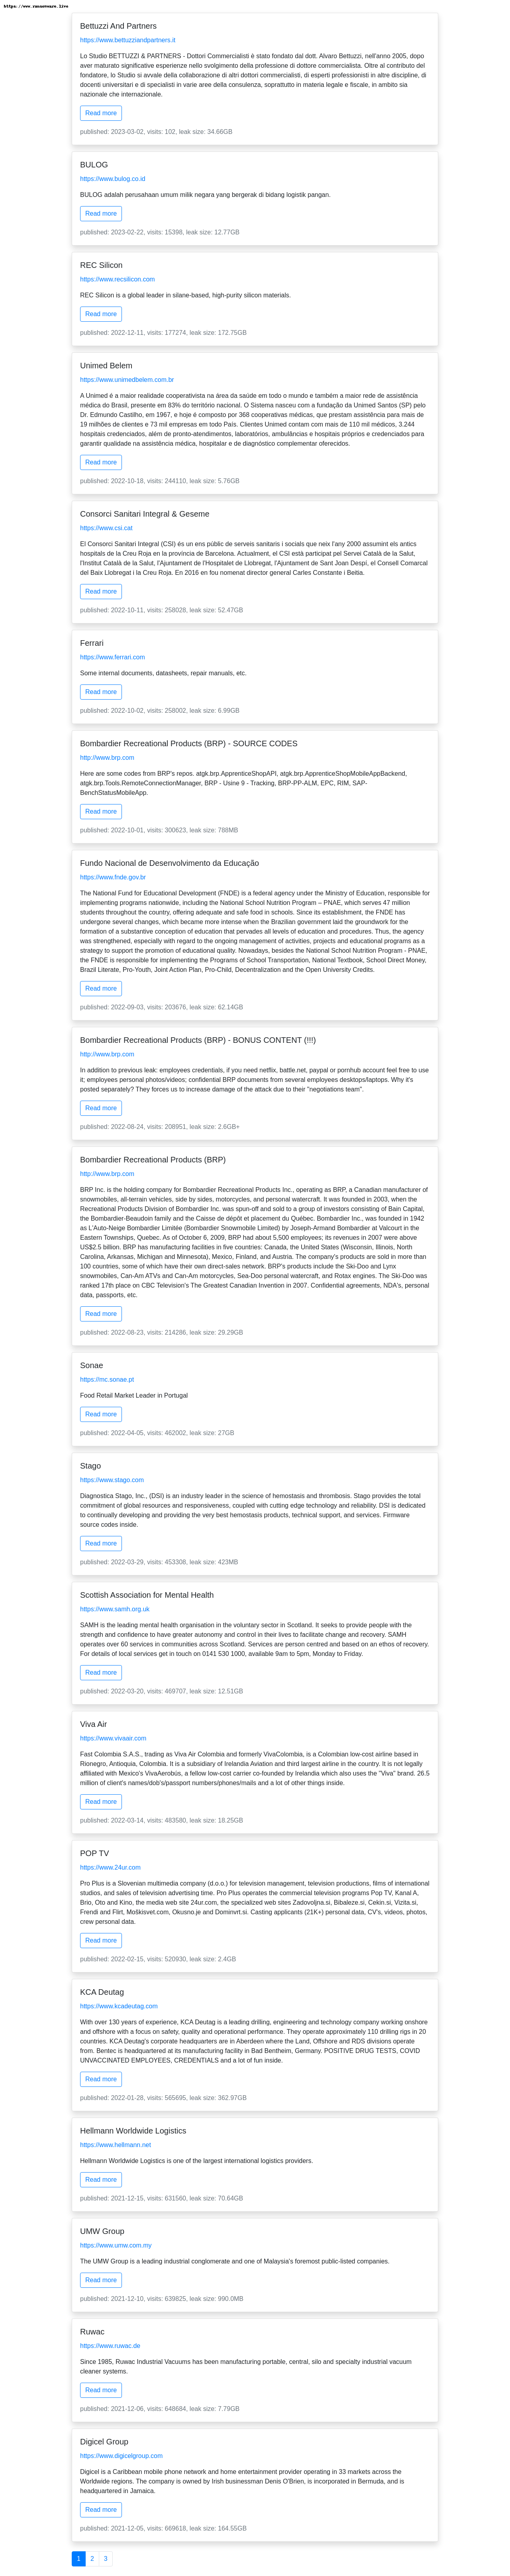 https://www.ransomware.live
Bettuzzi And Partners
https://www.bettuzziandpartners.it
Lo Studio BETTUZZI & PARTNERS - Dottori Commercialisti è stato fondato dal dott. Alvaro Bettuzzi, nell'anno 2005, dopo
aver maturato significative esperienze nello svolgimento della professione di dottore commercialista. Oltre al contributo del
fondatore, lo Studio si avvale della collaborazione di altri dottori commercialisti, di esperti professionisti in altre discipline, di
docenti universitari e di specialisti in varie aree della consulenza, soprattutto in materia legale e fiscale, in ambito sia
nazionale che internazionale.
Read more
published: 2023-03-02, visits: 102, leak size: 34.66GB
BULOG
https://www.bulog.co.id
BULOG adalah perusahaan umum milik negara yang bergerak di bidang logistik pangan.
Read more
published: 2023-02-22, visits: 15398, leak size: 12.77GB
REC Silicon
https://www.recsilicon.com
REC Silicon is a global leader in silane-based, high-purity silicon materials.
Read more
published: 2022-12-11, visits: 177274, leak size: 172.75GB
Unimed Belem
https://www.unimedbelem.com.br
A Unimed é a maior realidade cooperativista na área da saúde em todo o mundo e também a maior rede de assistência
médica do Brasil, presente em 83% do território nacional. O Sistema nasceu com a fundação da Unimed Santos (SP) pelo
Dr. Edmundo Castilho, em 1967, e hoje é composto por 368 cooperativas médicas, que prestam assistência para mais de
19 milhões de clientes e 73 mil empresas em todo País. Clientes Unimed contam com mais de 110 mil médicos, 3.244
hospitais credenciados, além de pronto-atendimentos, laboratórios, ambulâncias e hospitais próprios e credenciados para
garantir qualidade na assistência médica, hospitalar e de diagnóstico complementar oferecidos.
Read more
published: 2022-10-18, visits: 244110, leak size: 5.76GB
Consorci Sanitari Integral & Geseme
https://www.csi.cat
El Consorci Sanitari Integral (CSI) és un ens públic de serveis sanitaris i socials que neix l'any 2000 assumint els antics
hospitals de la Creu Roja en la província de Barcelona. Actualment, el CSI està participat pel Servei Català de la Salut,
l'Institut Català de la Salut, l'Ajuntament de l'Hospitalet de Llobregat, l'Ajuntament de Sant Joan Despí, el Consell Comarcal
del Baix Llobregat i la Creu Roja. En 2016 en fou nomenat director general Carles Constante i Beitia.
Read more
published: 2022-10-11, visits: 258028, leak size: 52.47GB
Ferrari
https://www.ferrari.com
Some internal documents, datasheets, repair manuals, etc.
Read more
published: 2022-10-02, visits: 258002, leak size: 6.99GB
Bombardier Recreational Products (BRP) - SOURCE CODES
http://www.brp.com
Here are some codes from BRP's repos. atgk.brp.ApprenticeShopAPI, atgk.brp.ApprenticeShopMobileAppBackend,
atgk.brp.Tools.RemoteConnectionManager, BRP - Usine 9 - Tracking, BRP-PP-ALM, EPC, RIM, SAP-
BenchStatusMobileApp.
Read more
published: 2022-10-01, visits: 300623, leak size: 788MB
Fundo Nacional de Desenvolvimento da Educação
https://www.fnde.gov.br
The National Fund for Educational Development (FNDE) is a federal agency under the Ministry of Education, responsible for
implementing programs nationwide, including the National School Nutrition Program – PNAE, which serves 47 million
students throughout the country, offering adequate and safe food in schools. Since its establishment, the FNDE has
undergone several changes, which became more intense when the Brazilian government laid the groundwork for the
formation of a substantive conception of education that pervades all levels of education and procedures. Thus, the agency
was strengthened, especially with regard to the ongoing management of activities, projects and educational programs as a
strategy to support the promotion of educational quality. Nowadays, besides the National School Nutrition Program - PNAE,
the FNDE is responsible for implementing the Programs of School Transportation, National Textbook, School Direct Money,
Brazil Literate, Pro-Youth, Joint Action Plan, Pro-Child, Decentralization and the Open University Credits.
Read more
published: 2022-09-03, visits: 203676, leak size: 62.14GB
Bombardier Recreational Products (BRP) - BONUS CONTENT (!!!)
http://www.brp.com
In addition to previous leak: employees credentials, if you need netflix, battle.net, paypal or pornhub account feel free to use
it; employees personal photos/videos; confidential BRP documents from several employees desktops/laptops. Why it's
posted separately? They forces us to increase damage of the attack due to their "negotiations team".
Read more
published: 2022-08-24, visits: 208951, leak size: 2.6GB+
Bombardier Recreational Products (BRP)
http://www.brp.com
BRP Inc. is the holding company for Bombardier Recreational Products Inc., operating as BRP, a Canadian manufacturer of
snowmobiles, all-terrain vehicles, side by sides, motorcycles, and personal watercraft. It was founded in 2003, when the
Recreational Products Division of Bombardier Inc. was spun-off and sold to a group of investors consisting of Bain Capital,
the Bombardier-Beaudoin family and the Caisse de dépôt et placement du Québec. Bombardier Inc., was founded in 1942
as L'Auto-Neige Bombardier Limitée (Bombardier Snowmobile Limited) by Joseph-Armand Bombardier at Valcourt in the
Eastern Townships, Quebec. As of October 6, 2009, BRP had about 5,500 employees; its revenues in 2007 were above
US$2.5 billion. BRP has manufacturing facilities in five countries: Canada, the United States (Wisconsin, Illinois, North
Carolina, Arkansas, Michigan and Minnesota), Mexico, Finland, and Austria. The company's products are sold in more than
100 countries, some of which have their own direct-sales network. BRP's products include the Ski-Doo and Lynx
snowmobiles, Can-Am ATVs and Can-Am motorcycles, Sea-Doo personal watercraft, and Rotax engines. The Ski-Doo was
ranked 17th place on CBC Television's The Greatest Canadian Invention in 2007. Confidential agreements, NDA's, personal
data, passports, etc.
Read more
published: 2022-08-23, visits: 214286, leak size: 29.29GB
Sonae
https://mc.sonae.pt
Food Retail Market Leader in Portugal
Read more
published: 2022-04-05, visits: 462002, leak size: 27GB
Stago
https://www.stago.com
Diagnostica Stago, Inc., (DSI) is an industry leader in the science of hemostasis and thrombosis. Stago provides the total
commitment of global resources and responsiveness, coupled with cutting edge technology and reliability. DSI is dedicated
to continually developing and providing the very best hemostasis products, technical support, and services. Firmware
source codes inside.
Read more
published: 2022-03-29, visits: 453308, leak size: 423MB
Scottish Association for Mental Health
https://www.samh.org.uk
SAMH is the leading mental health organisation in the voluntary sector in Scotland. It seeks to provide people with the
strength and confidence to have greater autonomy and control in their lives to facilitate change and recovery. SAMH
operates over 60 services in communities across Scotland. Services are person centred and based on an ethos of recovery.
For details of local services get in touch on 0141 530 1000, available 9am to 5pm, Monday to Friday.
Read more
published: 2022-03-20, visits: 469707, leak size: 12.51GB
Viva Air
https://www.vivaair.com
Fast Colombia S.A.S., trading as Viva Air Colombia and formerly VivaColombia, is a Colombian low-cost airline based in
Rionegro, Antioquia, Colombia. It is a subsidiary of Irelandia Aviation and third largest airline in the country. It is not legally
affiliated with Mexico's VivaAerobús, a fellow low-cost carrier co-founded by Irelandia which also uses the "Viva" brand. 26.5
million of client's names/dob's/passport numbers/phones/mails and a lot of other things inside.
Read more
published: 2022-03-14, visits: 483580, leak size: 18.25GB
POP TV
https://www.24ur.com
Pro Plus is a Slovenian multimedia company (d.o.o.) for television management, television productions, films of international
studios, and sales of television advertising time. Pro Plus operates the commercial television programs Pop TV, Kanal A,
Brio, Oto and Kino, the media web site 24ur.com, the specialized web sites Zadovoljna.si, Bibaleze.si, Cekin.si, Vizita.si,
Frendi and Flirt, Moškisvet.com, Okusno.je and Dominvrt.si. Casting applicants (21K+) personal data, CV's, videos, photos,
crew personal data.
Read more
published: 2022-02-15, visits: 520930, leak size: 2.4GB
KCA Deutag
https://www.kcadeutag.com
With over 130 years of experience, KCA Deutag is a leading drilling, engineering and technology company working onshore
and offshore with a focus on safety, quality and operational performance. They operate approximately 110 drilling rigs in 20
countries. KCA Deutag's corporate headquarters are in Aberdeen where the Land, Offshore and RDS divisions operate
from. Bentec is headquartered at its manufacturing facility in Bad Bentheim, Germany. POSITIVE DRUG TESTS, COVID
UNVACCINATED EMPLOYEES, CREDENTIALS and a lot of fun inside.
Read more
published: 2022-01-28, visits: 565695, leak size: 362.97GB
Hellmann Worldwide Logistics
https://www.hellmann.net
Hellmann Worldwide Logistics is one of the largest international logistics providers.
Read more
published: 2021-12-15, visits: 631560, leak size: 70.64GB
UMW Group
https://www.umw.com.my
The UMW Group is a leading industrial conglomerate and one of Malaysia's foremost public-listed companies.
Read more
published: 2021-12-10, visits: 639825, leak size: 990.0MB
Ruwac
https://www.ruwac.de
Since 1985, Ruwac Industrial Vacuums has been manufacturing portable, central, silo and specialty industrial vacuum
cleaner systems.
Read more
published: 2021-12-06, visits: 648684, leak size: 7.79GB
Digicel Group
https://www.digicelgroup.com
Digicel is a Caribbean mobile phone network and home entertainment provider operating in 33 markets across the
Worldwide regions. The company is owned by Irish businessman Denis O'Brien, is incorporated in Bermuda, and is
headquartered in Jamaica.
Read more
published: 2021-12-05, visits: 669618, leak size: 164.55GB
1 2 3